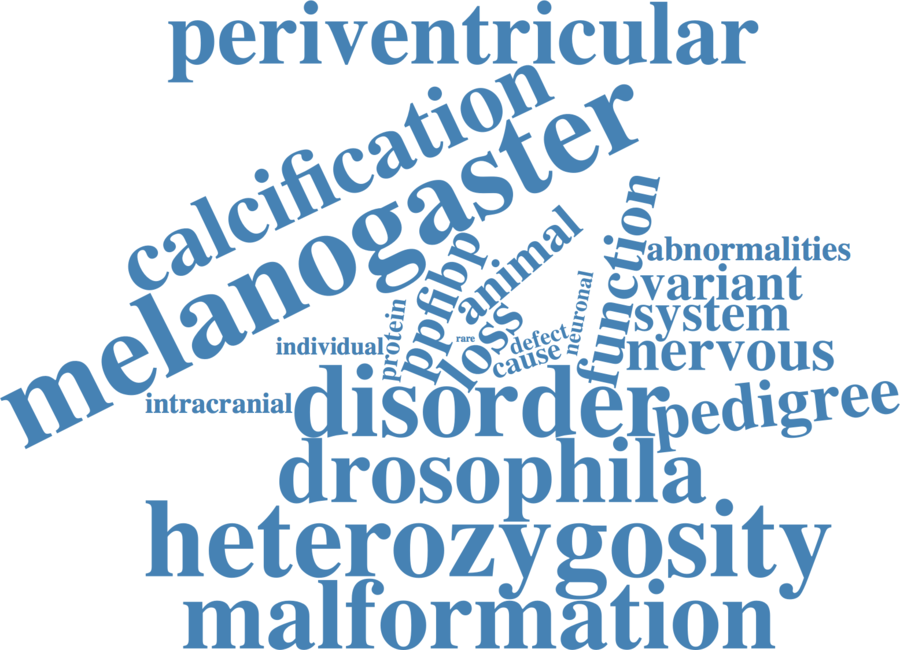 periventricular
calcification
melanogaster
function
animal
ppfibp
abnormalities
variant
system
nervous
neuronal
protein
loss
rare
defect
cause
individual
intracranial
disorder
pedigree
drosophila
heterozygosity
malformation